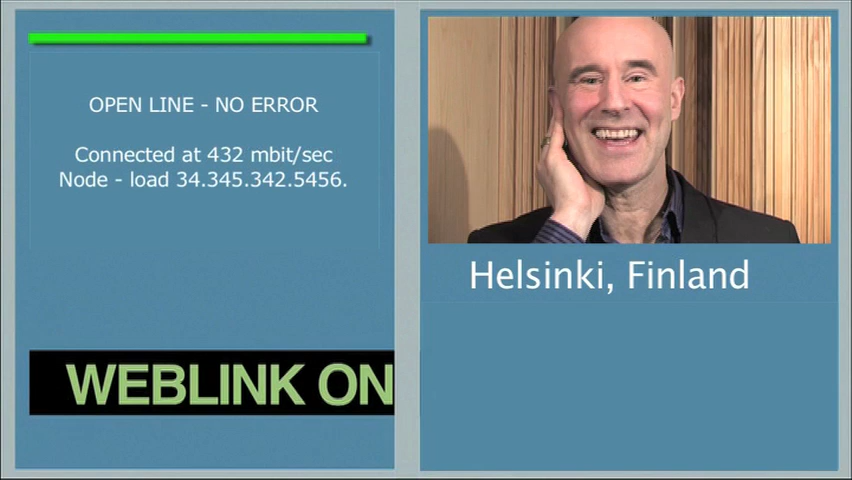 OPEN LINE - NO ERROR
Connected at 432 mbit/sec
Node - load 34.345.342.5456.
WEBLINK ON
Helsinki, Finland